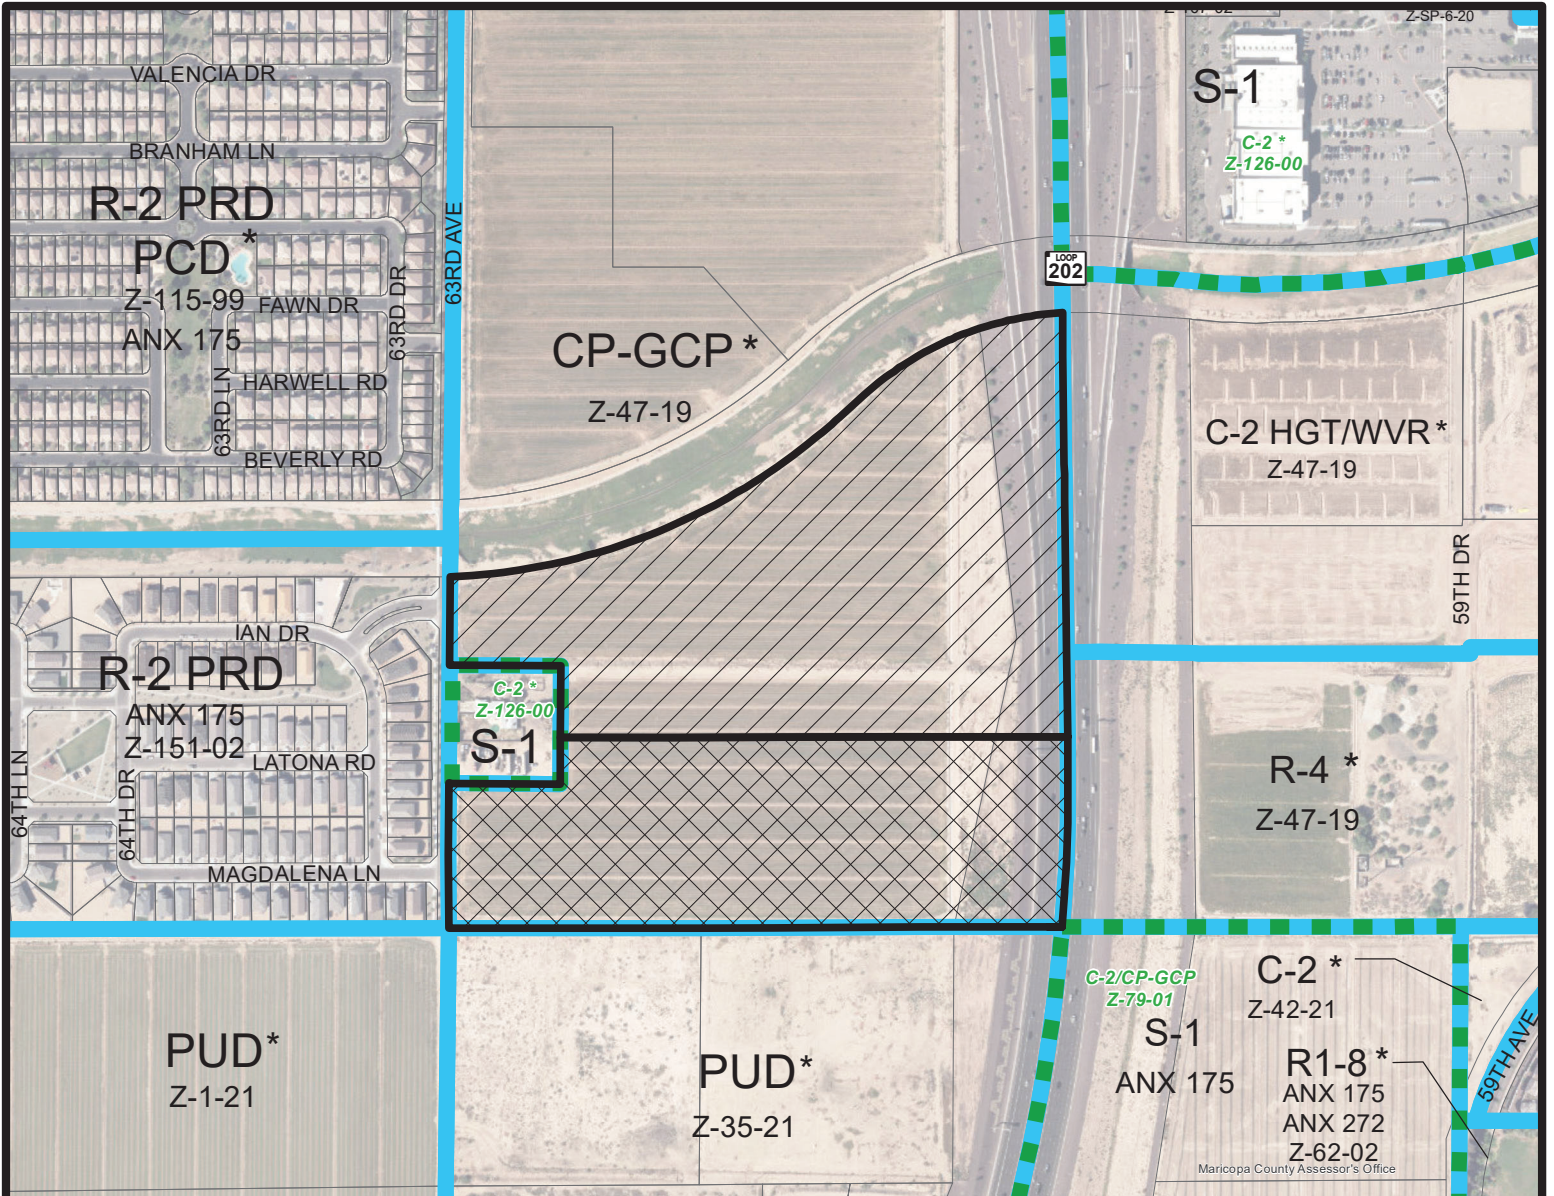 Z-SP-6-20
VALENCIA DR
BRANHAM LN
R-2 PRD
PCD *
Z-115-99
ANX 175
FAWN DR
63RD DR
HARWELL RD
63RD LN
BEVERLY RD
63RD AVE
CP-GCP *
Z-47-19
LOOP
202
S-1
C-2 *
Z-126-00
C-2 HGT/WVR *
Z-47-19
59TH DR
IAN DR
R-2 PRD
ANX 175
Z-151-02
LATONA RD
64TH LN
64TH DR
MAGDALENA LN
C-2 *
Z-126-00
S-1
R-4 *
Z-47-19
PUD*
Z-1-21
PUD*
Z-35-21
C-2/CP-GCP
Z-79-01
S-1
ANX 175
C-2 *
Z-42-21
R1-8 *
ANX 175
ANX 272
Z-62-02
59TH AVE
Maricopa County Assessor's Office